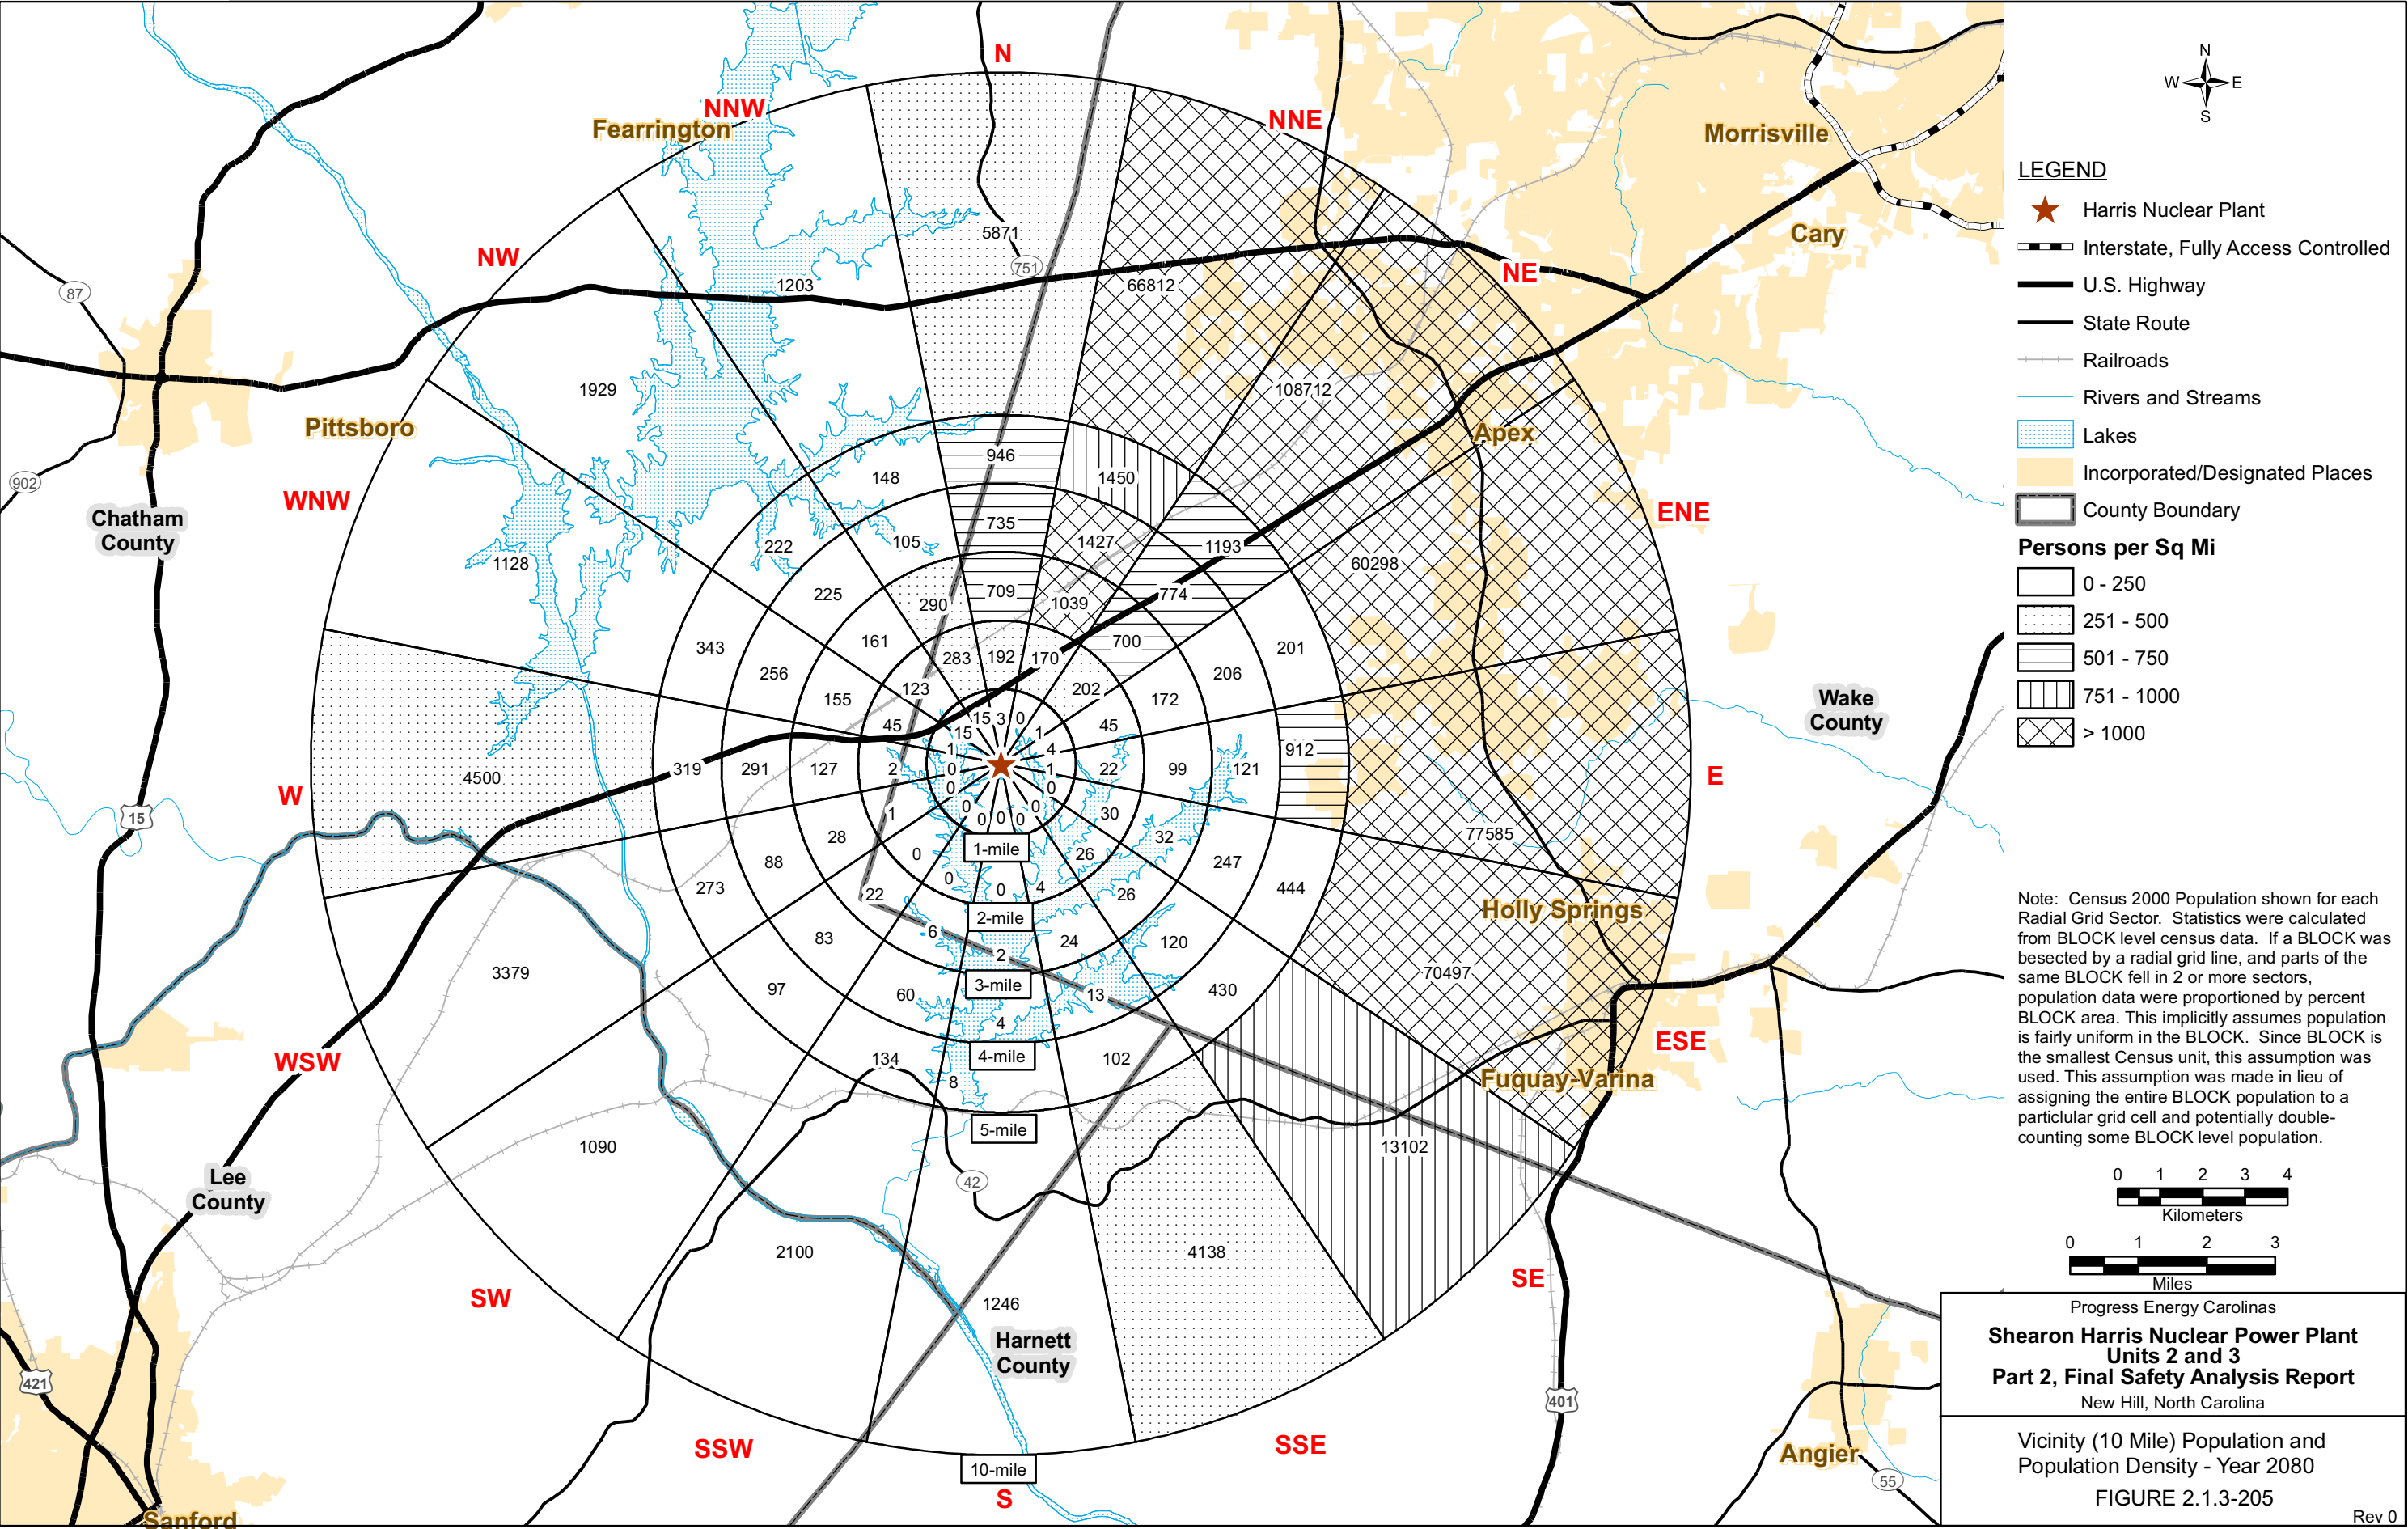 N
NNW
NNE
Fearrington
Morrisville
Cary
NW
NE
87
5871
751
1203
66812
1929
108712
Pittsboro
Apex
902
WNW
ENE
Chatham
County
946
148
1450
735
105
1427
222
1193
1128
60298
225
290
709
1039
774
343
161
283
192
170
700
201
256
155
123
202
172
206
45
15
3
0
45
Wake
County
15
1
1
4
912
W
4500
319
291
127
2
0
1
22
99
121
E
15
0
0
1
0
0
30
77585
0
0
0
28
32
88
0
1-mile
26
247
273
0
0
4
444
22
26
Holly Springs
2-mile
83
6
24
120
3379
2
70497
97
60
3-mile
13
430
4
WSW
134
4-mile
102
ESE
8
Fuquay-Varina
5-mile
1090
13102
Lee
County
42
2100
4138
SW
SE
1246
Harnett
County
421
401
SSW
SSE
10-mile
Angier
S
55
Sanford
N
W E
S
LEGEND
Harris Nuclear Plant
Interstate, Fully Access Controlled
U.S. Highway
State Route
Railroads
Rivers and Streams
Lakes
Incorporated/Designated Places
County Boundary
Persons per Sq Mi
0 - 250
251 - 500
501 - 750
751 - 1000
> 1000
Note: Census 2000 Population shown for each
Radial Grid Sector. Statistics were calculated
from BLOCK level census data. If a BLOCK was
besected by a radial grid line, and parts of the
same BLOCK fell in 2 or more sectors,
population data were proportioned by percent
BLOCK area. This implicitly assumes population
is fairly uniform in the BLOCK. Since BLOCK is
the smallest Census unit, this assumption was
used. This assumption was made in lieu of
assigning the entire BLOCK population to a
particlular grid cell and potentially double-
counting some BLOCK level population.
0 1 2 3 4
Kilometers
0 1 2 3
Miles
Progress Energy Carolinas
Shearon Harris Nuclear Power Plant
Units 2 and 3
Part 2, Final Safety Analysis Report
New Hill, North Carolina
Vicinity (10 Mile) Population and
Population Density - Year 2080
FIGURE 2.1.3-205
Rev 0